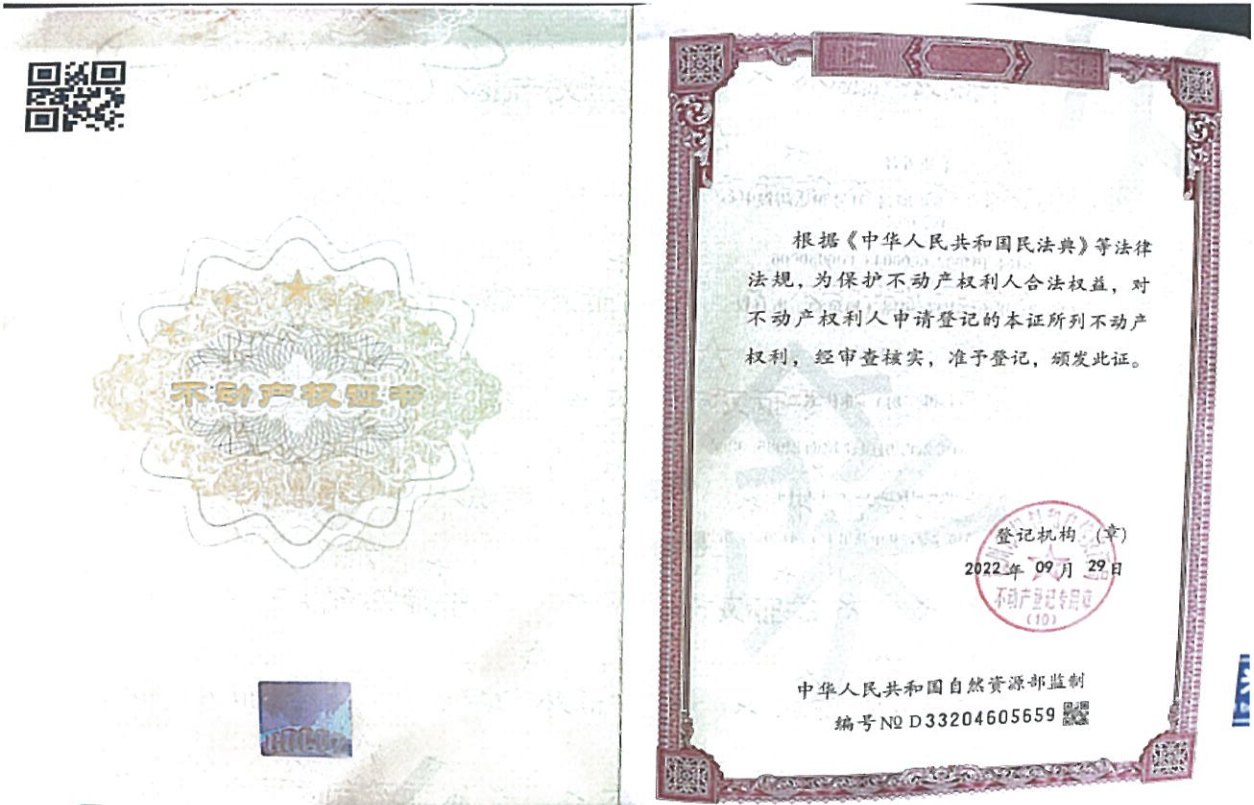 不动产权证书
根据《中华人民共和国民法典》等法律
法规，为保护不动产权利人合法权益，对
不动产权利人申请登记的本证所列不动产
权利，经审查核实，准予登记，颁发此证。
登记机构 (章)
2022年 09月 29日
不动产登记专用章
(10)
中华人民共和国自然资源部监制
编号№ D33204605659